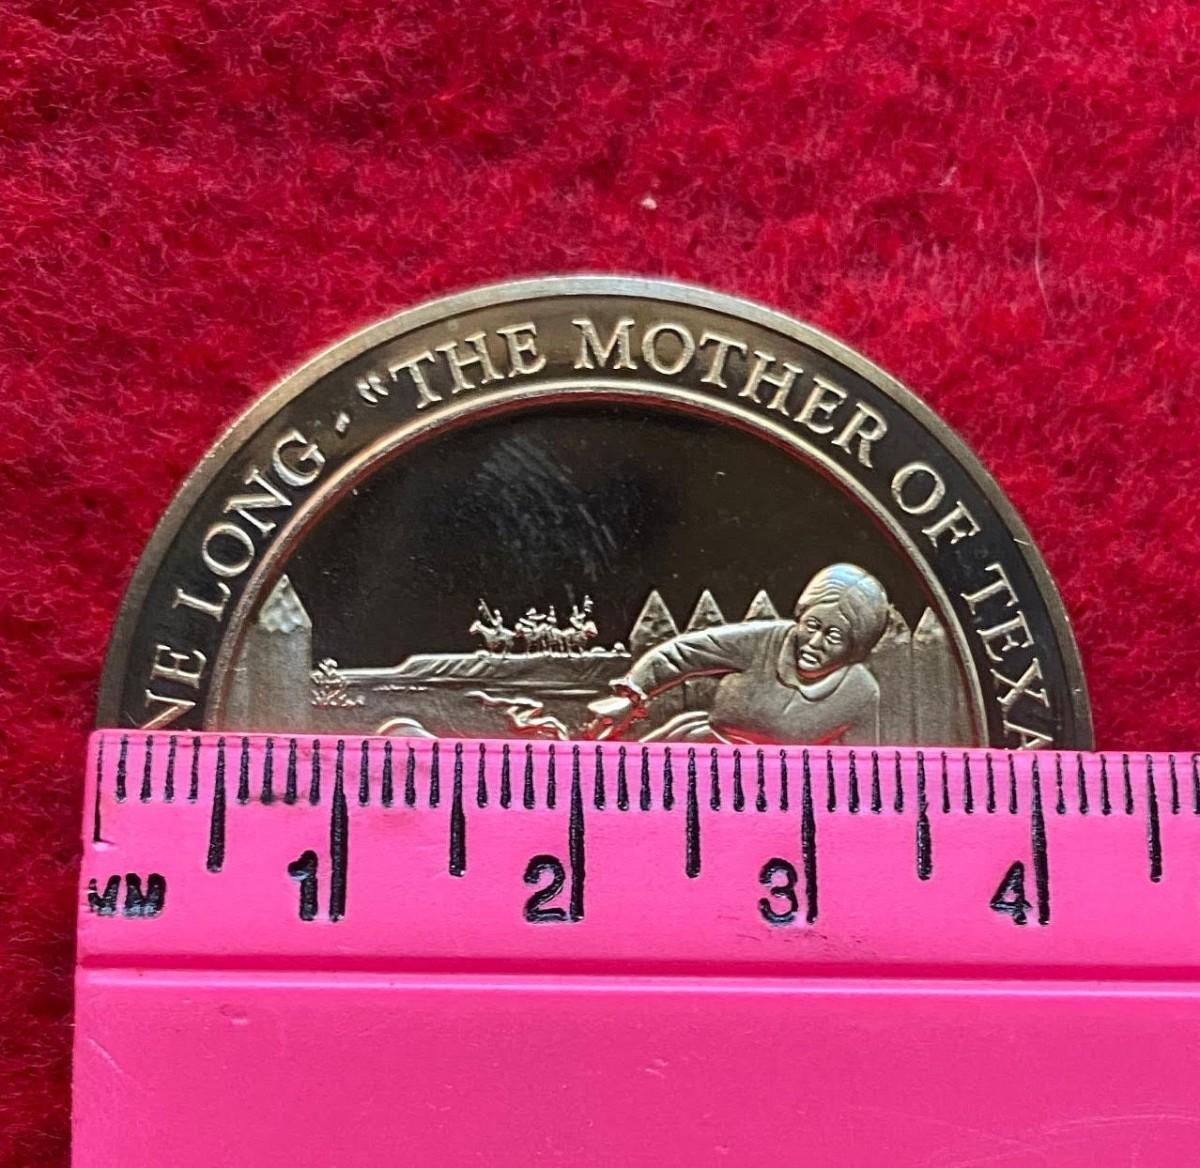 NE LONG - "THE MOTHER OF TEXA
1 2 3 4
MM